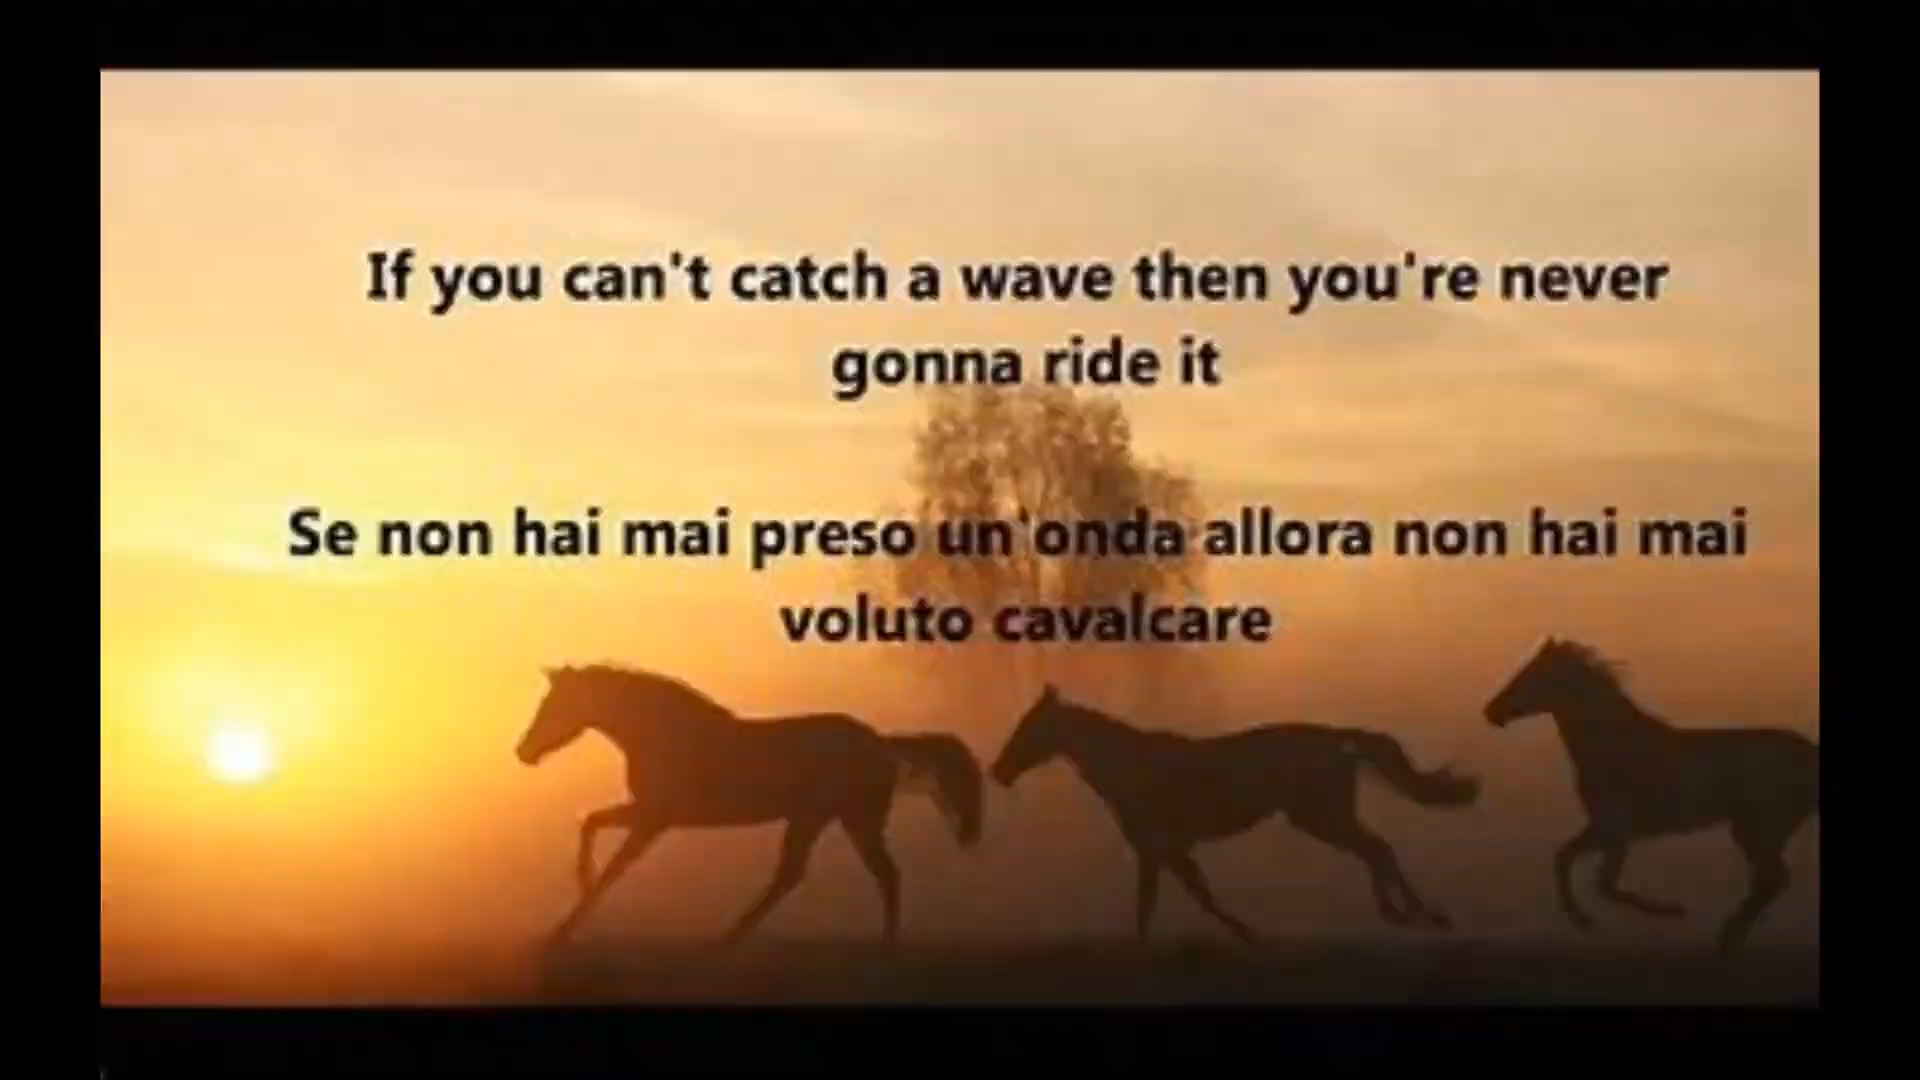 If you can't catch a wave then you're never
gonna ride it
Se non hai mai preso un'onda allora non hai mai
voluto cavalcare